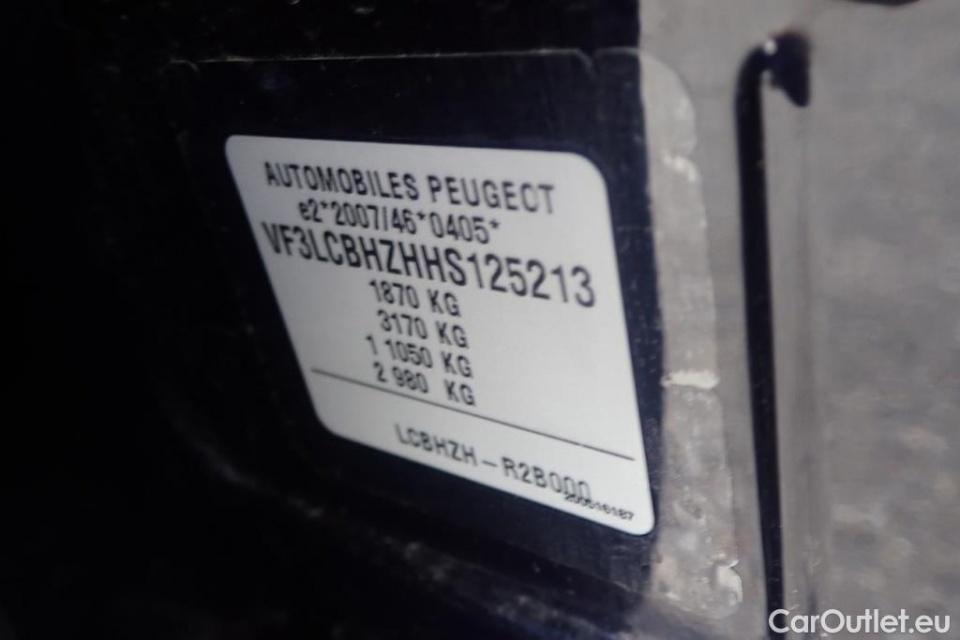 AUTOMOBILES PEUGEOT
e2*2007/46*0405*
VF3LCBHZHHS125213
1870 KG
3170 KG
1 1050 KG
2 980 KG
LCBHZH - R2B000
200516187
CarOutlet.eu